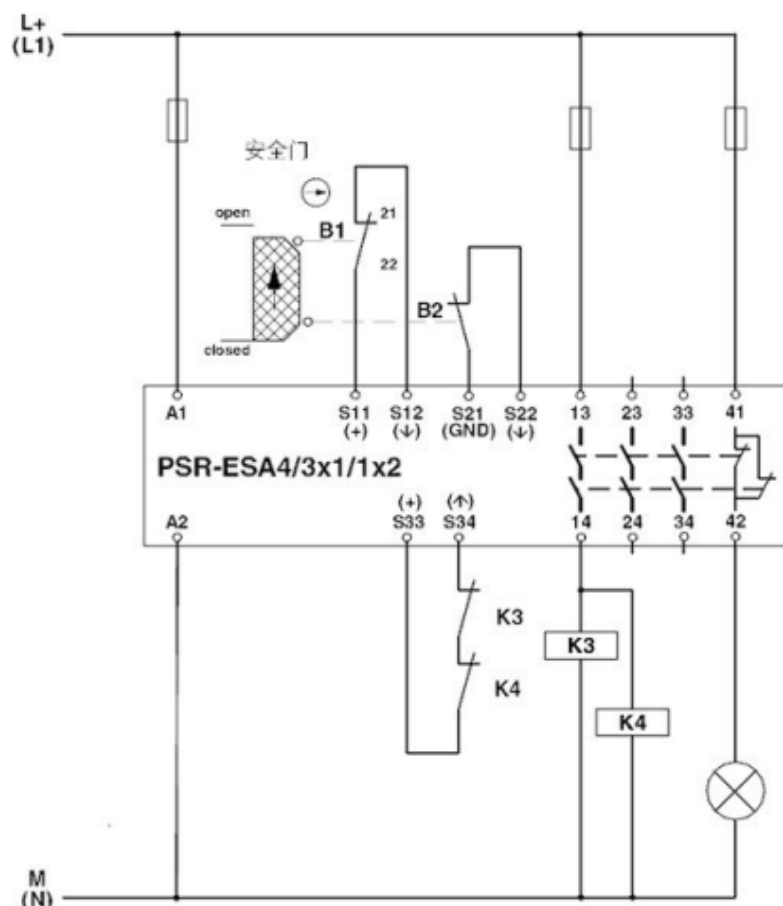 L+
(L1)
安全门
open
B1
21
22
closed
B2
A1
S11
(+)
S12
(↓)
S21
(GND)
S22
(↓)
13
23
33
41
PSR-ESA4/3x1/1x2
A2
(+)
S33
(↑)
S34
14
24
34
42
K3
K4
K3
K4
M
(N)